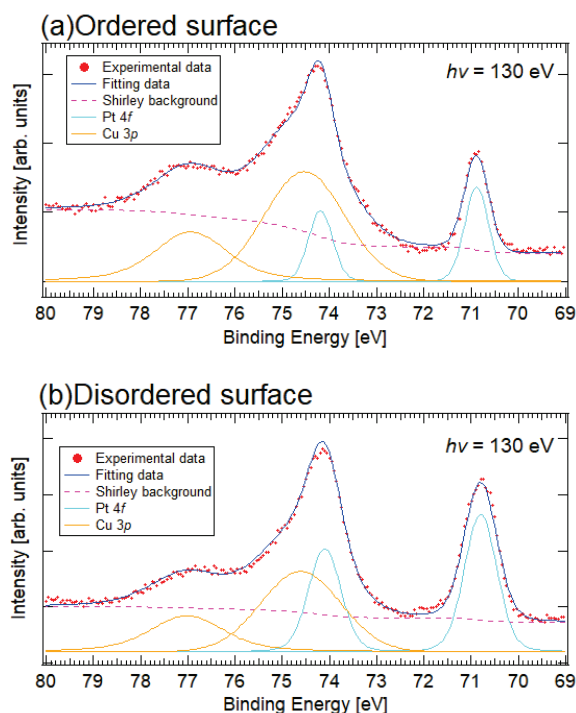 (a)Ordered surface
Experimental data
Fitting data
Shirley background
Pt 4f
Cu 3p
hν = 130 eV
Intensity [arb. units]
80 79 78 77 76 75 74 73 72 71 70 69
Binding Energy [eV]
(b)Disordered surface
Experimental data
Fitting data
Shirley background
Pt 4f
Cu 3p
hν = 130 eV
Intensity [arb. units]
80 79 78 77 76 75 74 73 72 71 70 69
Binding Energy [eV]